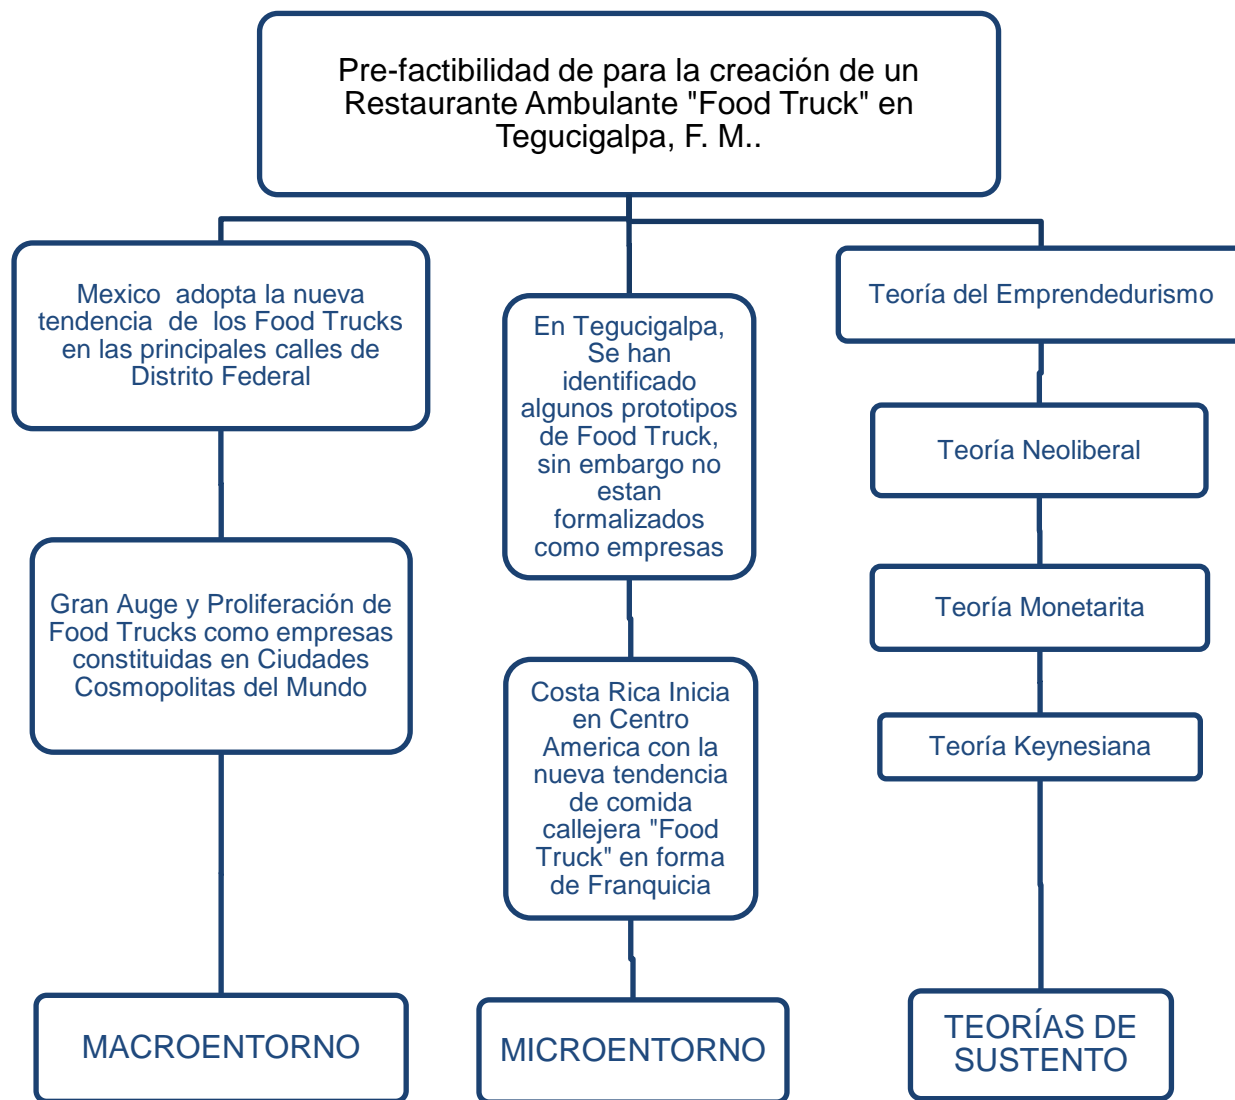 Pre-factibilidad de para la creación de un
Restaurante Ambulante "Food Truck" en
Tegucigalpa, F. M..
Mexico adopta la nueva
tendencia de los Food Trucks
en las principales calles de
Distrito Federal
Gran Auge y Proliferación de
Food Trucks como empresas
constituidas en Ciudades
Cosmopolitas del Mundo
MACROENTORNO
En Tegucigalpa,
Se han
identificado
algunos prototipos
de Food Truck,
sin embargo no
estan
formalizados
como empresas
Costa Rica Inicia
en Centro
America con la
nueva tendencia
de comida
callejera "Food
Truck" en forma
de Franquicia
MICROENTORNO
Teoría del Emprendedurismo
Teoría Neoliberal
Teoría Monetarita
Teoría Keynesiana
TEORÍAS DE
SUSTENTO